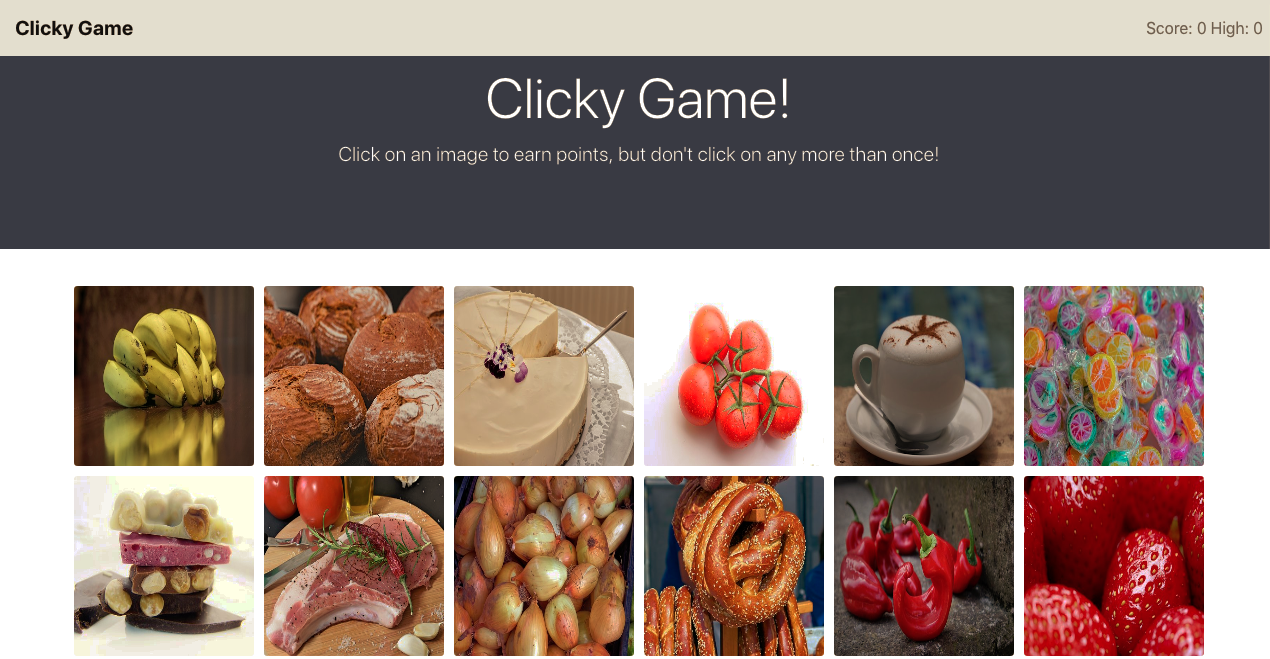 Clicky Game
Score: 0 High: 0
Clicky Game!
Click on an image to earn points, but don't click on any more than once!